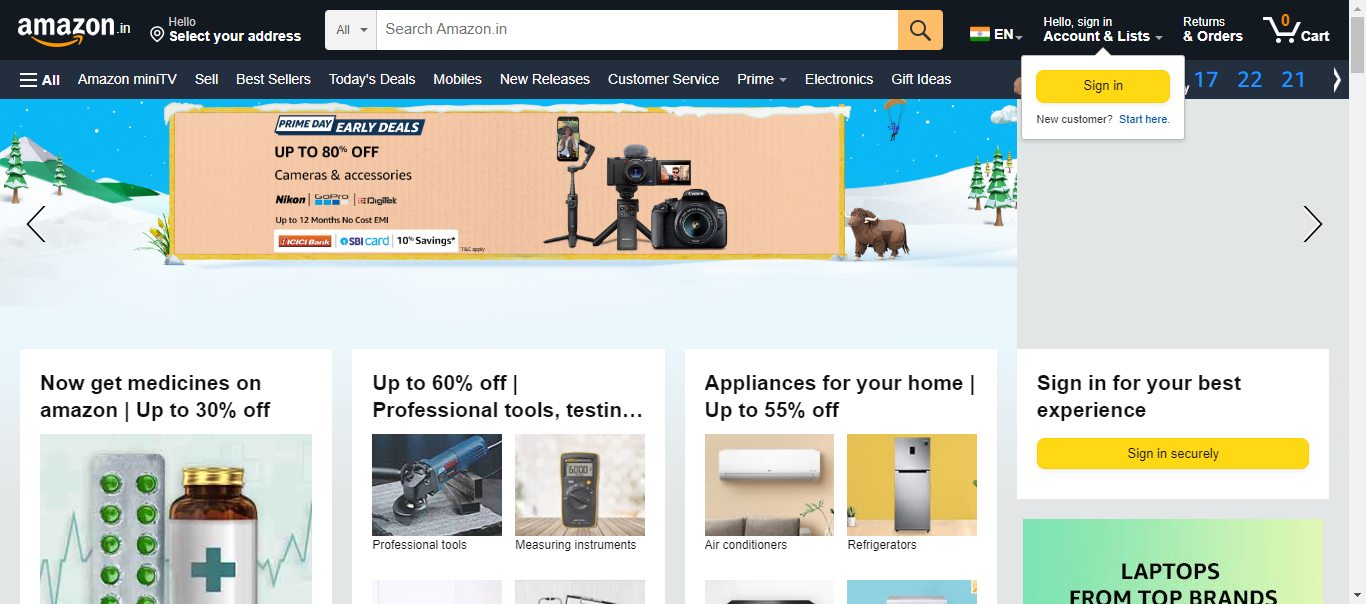 amazon.in
Hello
Select your address
All
Search Amazon.in
EN
Hello, sign in
Account & Lists
Returns
& Orders
0
Cart
All
Amazon miniTV
Sell
Best Sellers
Today's Deals
Mobiles
New Releases
Customer Service
Prime
Electronics
Gift Ideas
17 22 21
Sign in
New customer? Start here.
PRIME DAY EARLY DEALS
UP TO 80% OFF
Cameras & accessories
Nikon GoPro DIGITEK
Up to 12 Months No Cost EMI
ICICI Bank SBI card 10% Savings*
T&C apply
Canon
Now get medicines on
amazon | Up to 30% off
Up to 60% off |
Professional tools, testin…
Appliances for your home |
Up to 55% off
Sign in for your best
experience
Sign in securely
6000
Professional tools
Measuring instruments
Air conditioners
Refrigerators
LAPTOPS
FROM TOP BRANDS